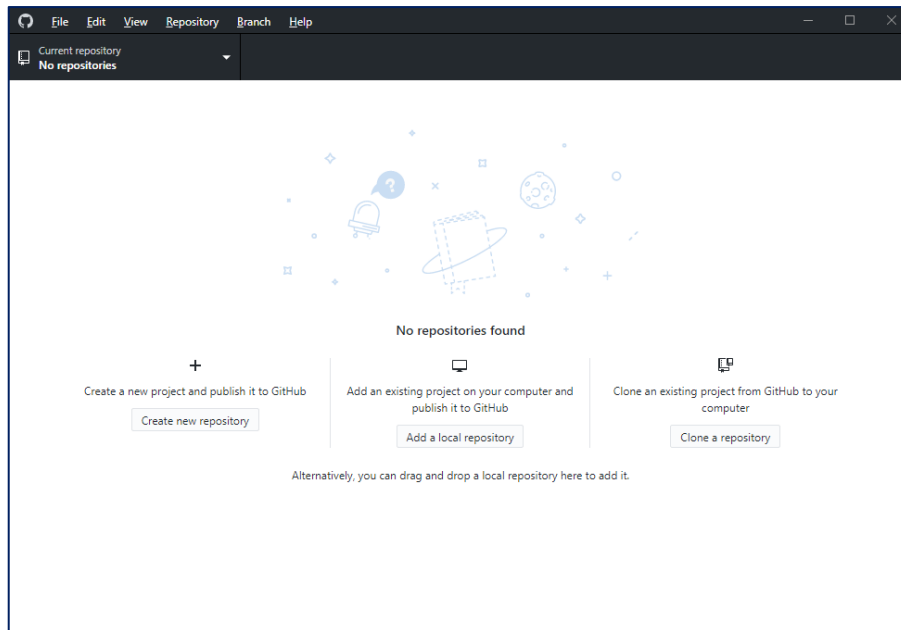 File Edit View Repository Branch Help
Current repository
No repositories
?
No repositories found
Create a new project and publish it to GitHub
Create new repository
Add an existing project on your computer and
publish it to GitHub
Add a local repository
Clone an existing project from GitHub to your
computer
Clone a repository
Alternatively, you can drag and drop a local repository here to add it.